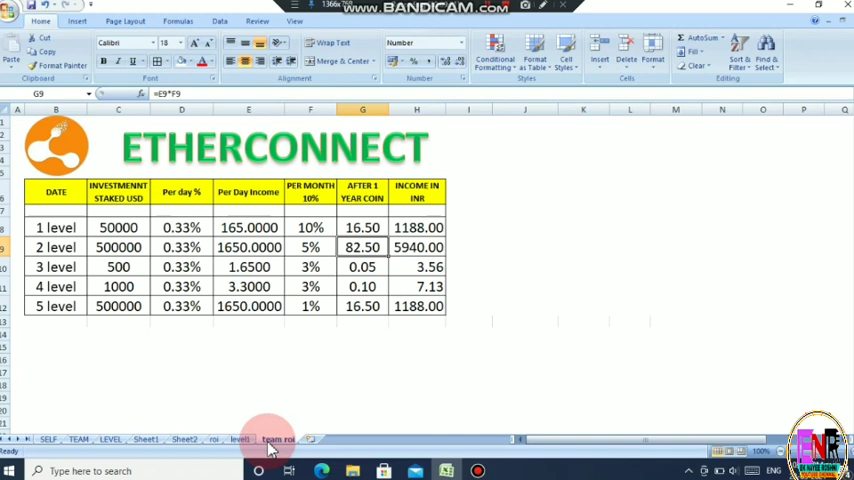 1366x768
www.BANDICAM.com
Home Insert Page Layout Formulas Data Review View
Cut
Copy
Format Painter
Paste
Clipboard
Calibri 18
B I U
Font
Wrap Text
Merge & Center
Alignment
Number
Number
Conditional Formatting
Format as Table
Cell Styles
Styles
Insert Delete Format
Cells
AutoSum
Fill
Clear
Sort & Filter
Find & Select
Editing
G9 fx =E9*F9
A B C D E F G H I J K L M N O P Q
ETHERCONNECT
DATE INVESTMENNT STAKED USD Per day % Per Day Income PER MONTH 10% AFTER 1 YEAR COIN INCOME IN INR
1 level 50000 0.33% 165.0000 10% 16.50 1188.00
2 level 500000 0.33% 1650.0000 5% 82.50 5940.00
3 level 500 0.33% 1.6500 3% 0.05 3.56
4 level 1000 0.33% 3.3000 3% 0.10 7.13
5 level 500000 0.33% 1650.0000 1% 16.50 1188.00
SELF TEAM LEVEL Sheet1 Sheet2 roi level team roi
Ready
100%
Type here to search
ENG
ENR
EK NAYEE ROSHNI